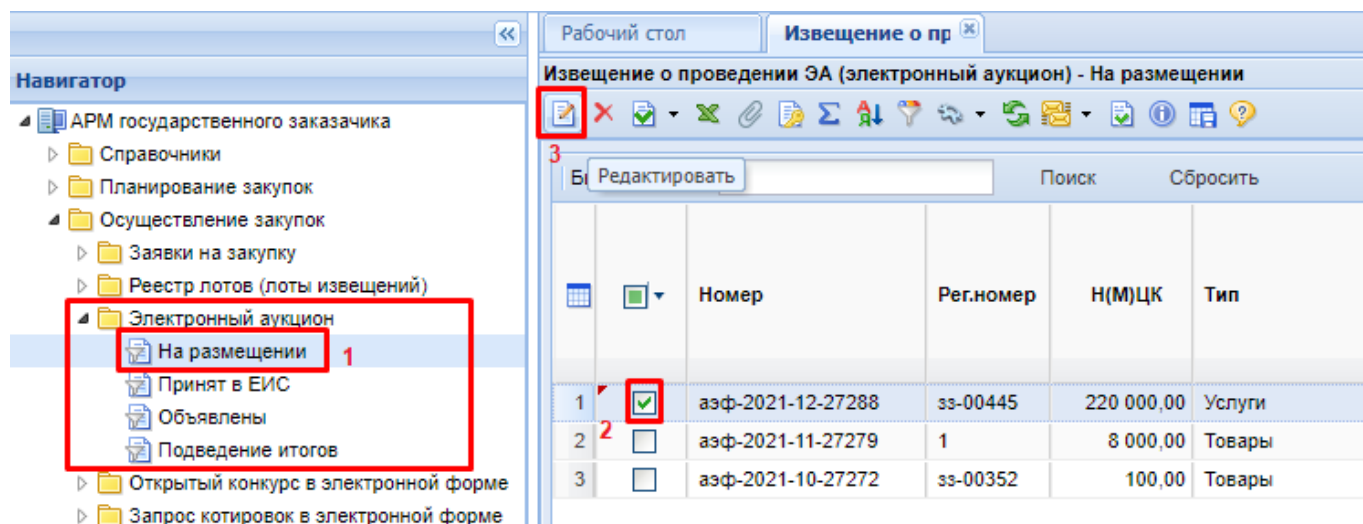 Навигатор
АРМ государственного заказачика
Справочники
Планирование закупок
Осуществление закупок
Заявки на закупку
Реестр лотов (лоты извещений)
Электронный аукцион
На размещении 1
Принят в ЕИС
Объявлены
Подведение итогов
Открытый конкурс в электронной форме
Запрос котировок в электронной форме
Рабочий стол Извещение о пр
Извещение о проведении ЭА (электронный аукцион) - На размещении
3
Редактировать Поиск Сбросить
Номер Рег.номер Н(М)ЦК Тип
1 аэф-2021-12-27288 зз-00445 220 000,00 Услуги
2 2 аэф-2021-11-27279 1 8 000,00 Товары
3 аэф-2021-10-27272 зз-00352 100,00 Товары